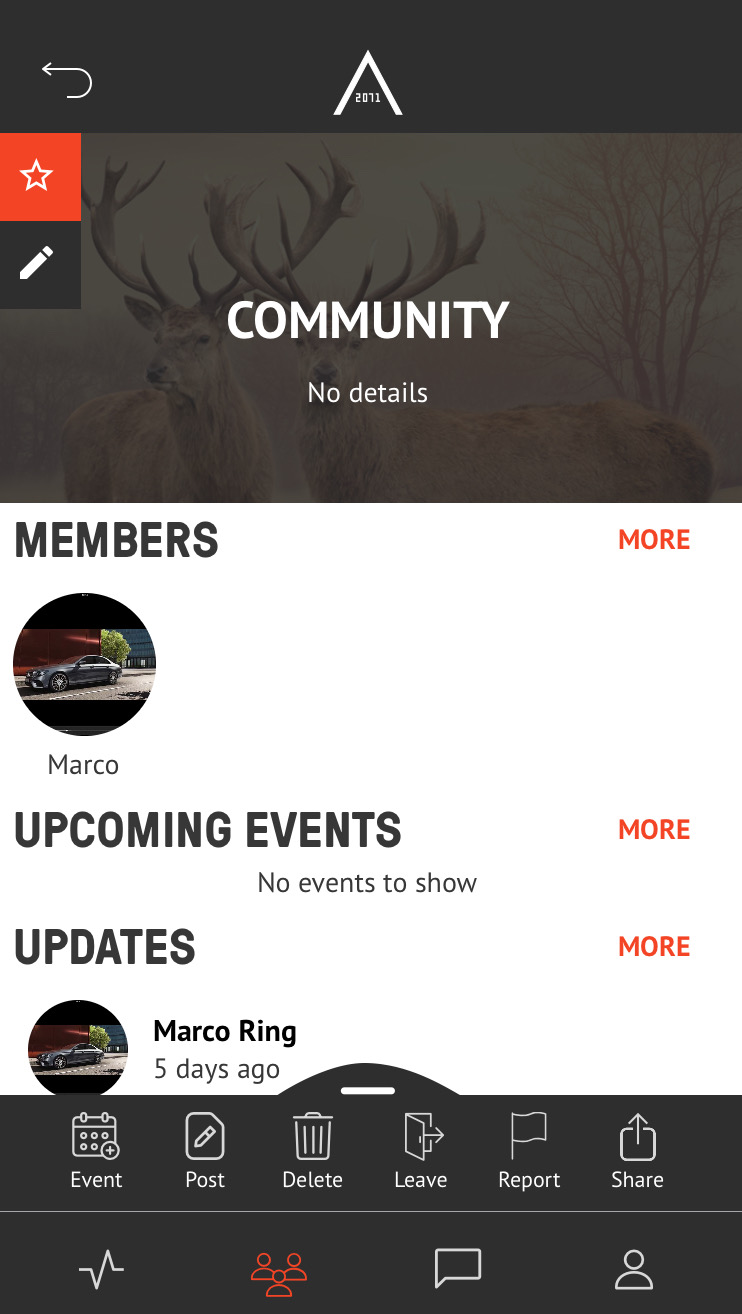 2071
COMMUNITY
No details
MEMBERS MORE
Marco
UPCOMING EVENTS MORE
No events to show
UPDATES MORE
Marco Ring
5 days ago
Event Post Delete Leave Report Share